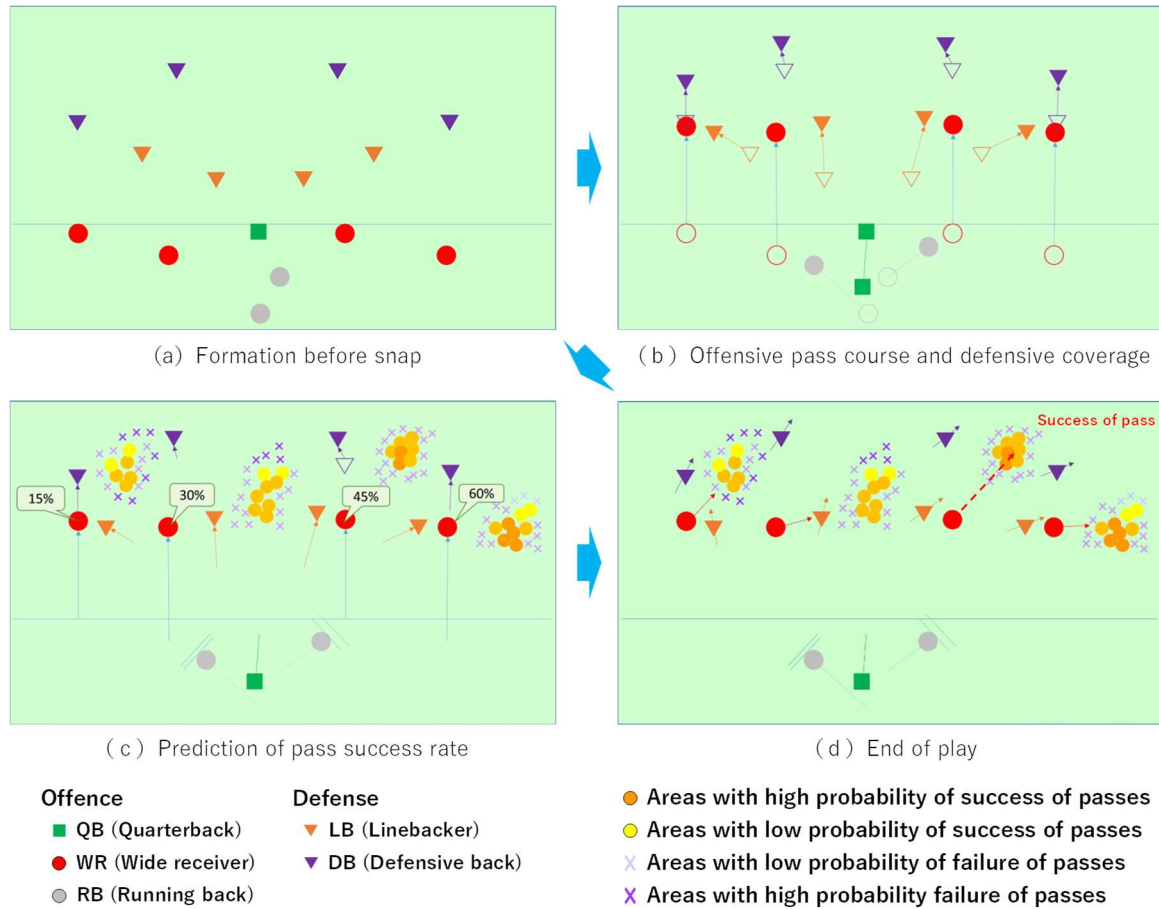 (a) Formation before snap
(b) Offensive pass course and defensive coverage
15%
30%
45%
60%
Success of pass
(c) Prediction of pass success rate
(d) End of play
Offence
QB (Quarterback)
WR (Wide receiver)
RB (Running back)
Defense
LB (Linebacker)
DB (Defensive back)
Areas with high probability of success of passes
Areas with low probability of success of passes
Areas with low probability of failure of passes
Areas with high probability failure of passes